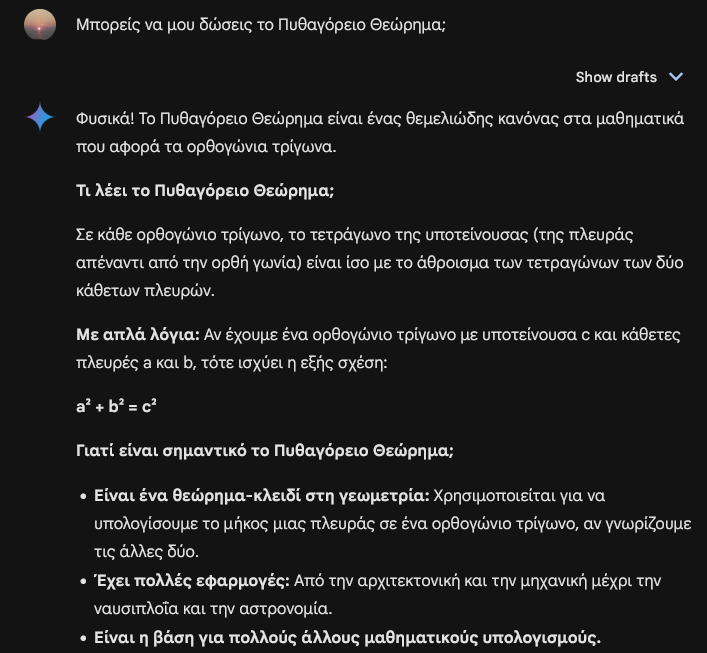 Μπορείς να μου δώσεις το Πυθαγόρειο Θεώρημα;
Show drafts
Φυσικά! Το Πυθαγόρειο Θεώρημα είναι ένας θεμελιώδης κανόνας στα μαθηματικά
που αφορά τα ορθογώνια τρίγωνα.
Τι λέει το Πυθαγόρειο Θεώρημα;
Σε κάθε ορθογώνιο τρίγωνο, το τετράγωνο της υποτείνουσας (της πλευράς
απέναντι από την ορθή γωνία) είναι ίσο με το άθροισμα των τετραγώνων των δύο
κάθετων πλευρών.
Με απλά λόγια: Αν έχουμε ένα ορθογώνιο τρίγωνο με υποτείνουσα c και κάθετες
πλευρές a και b, τότε ισχύει η εξής σχέση:
a² + b² = c²
Γιατί είναι σημαντικό το Πυθαγόρειο Θεώρημα;
• Είναι ένα θεώρημα-κλειδί στη γεωμετρία: Χρησιμοποιείται για να
υπολογίσουμε το μήκος μιας πλευράς σε ένα ορθογώνιο τρίγωνο, αν γνωρίζουμε
τις άλλες δύο.
• Έχει πολλές εφαρμογές: Από την αρχιτεκτονική και την μηχανική μέχρι την
ναυσιπλοΐα και την αστρονομία.
• Είναι η βάση για πολλούς άλλους μαθηματικούς υπολογισμούς.